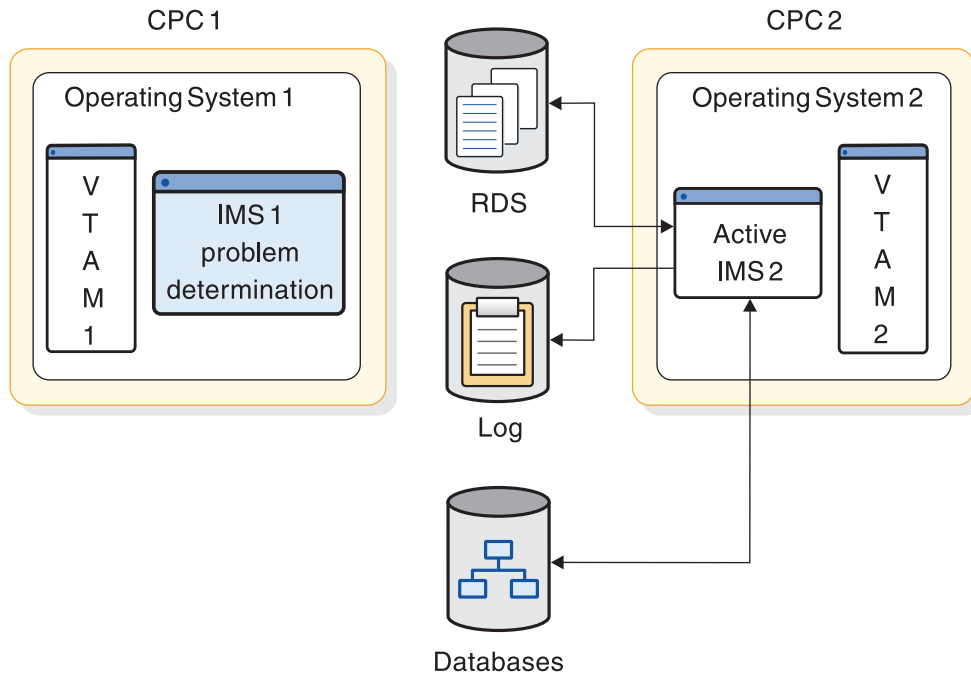 CPC 1
Operating System 1
V
T
A
M
1
IMS 1
problem
determination
RDS
Log
Databases
CPC 2
Operating System 2
Active
IMS 2
V
T
A
M
2